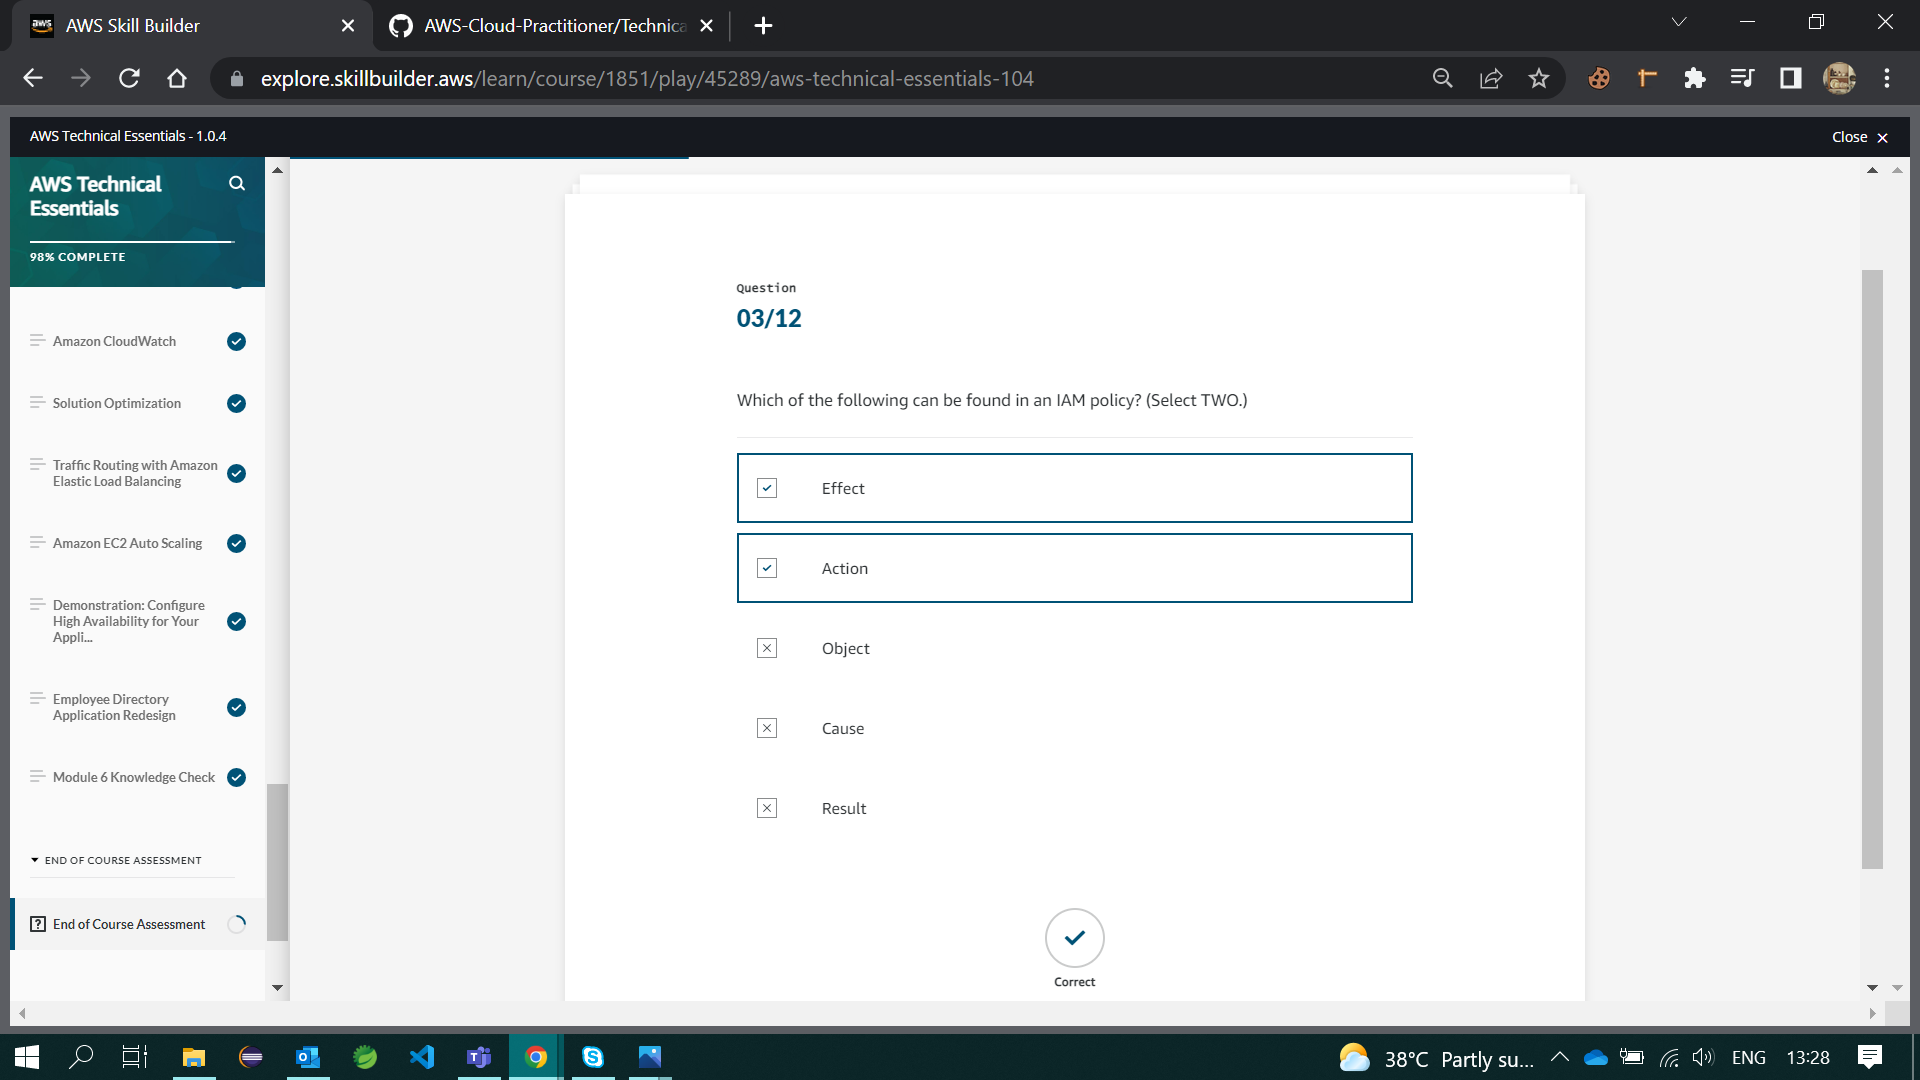 AWS Skill Builder
AWS-Cloud-Practitioner/Technica
explore.skillbuilder.aws/learn/course/1851/play/45289/aws-technical-essentials-104
AWS Technical Essentials - 1.0.4
Close
AWS Technical
Essentials
98% COMPLETE
Amazon CloudWatch
Solution Optimization
Traffic Routing with Amazon
Elastic Load Balancing
Amazon EC2 Auto Scaling
Demonstration: Configure
High Availability for Your
Appli...
Employee Directory
Application Redesign
Module 6 Knowledge Check
END OF COURSE ASSESSMENT
End of Course Assessment
Question
03/12
Which of the following can be found in an IAM policy? (Select TWO.)
Effect
Action
Object
Cause
Result
Correct
38°C Partly su...
ENG
13:28